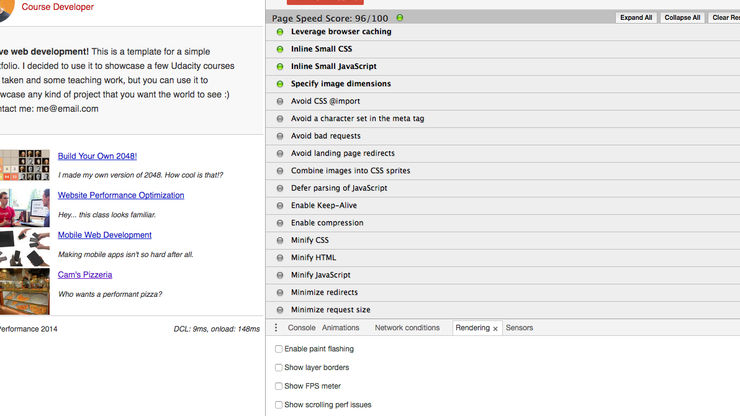 Course Developer
Page Speed Score: 96/100
Expand All
Collapse All
Clear Res
Leverage browser caching
Inline Small CSS
Inline Small JavaScript
Specify image dimensions
Avoid CSS @import
Avoid a character set in the meta tag
Avoid bad requests
Avoid landing page redirects
Combine images into CSS sprites
Defer parsing of JavaScript
Enable Keep-Alive
Enable compression
Minify CSS
Minify HTML
Minify JavaScript
Minimize redirects
Minimize request size
ve web development! This is a template for a simple
tfolio. I decided to use it to showcase a few Udacity courses
taken and some teaching work, but you can use it to
wcase any kind of project that you want the world to see :)
ntact me: me@email.com
Build Your Own 2048!
I made my own version of 2048. How cool is that!?
Website Performance Optimization
Hey... this class looks familiar.
Mobile Web Development
Making mobile apps isn't so hard after all.
Cam's Pizzeria
Who wants a performant pizza?
Performance 2014
DCL: 9ms, onload: 148ms
Console Animations Network conditions Rendering × Sensors
Enable paint flashing
Show layer borders
Show FPS meter
Show scrolling perf issues